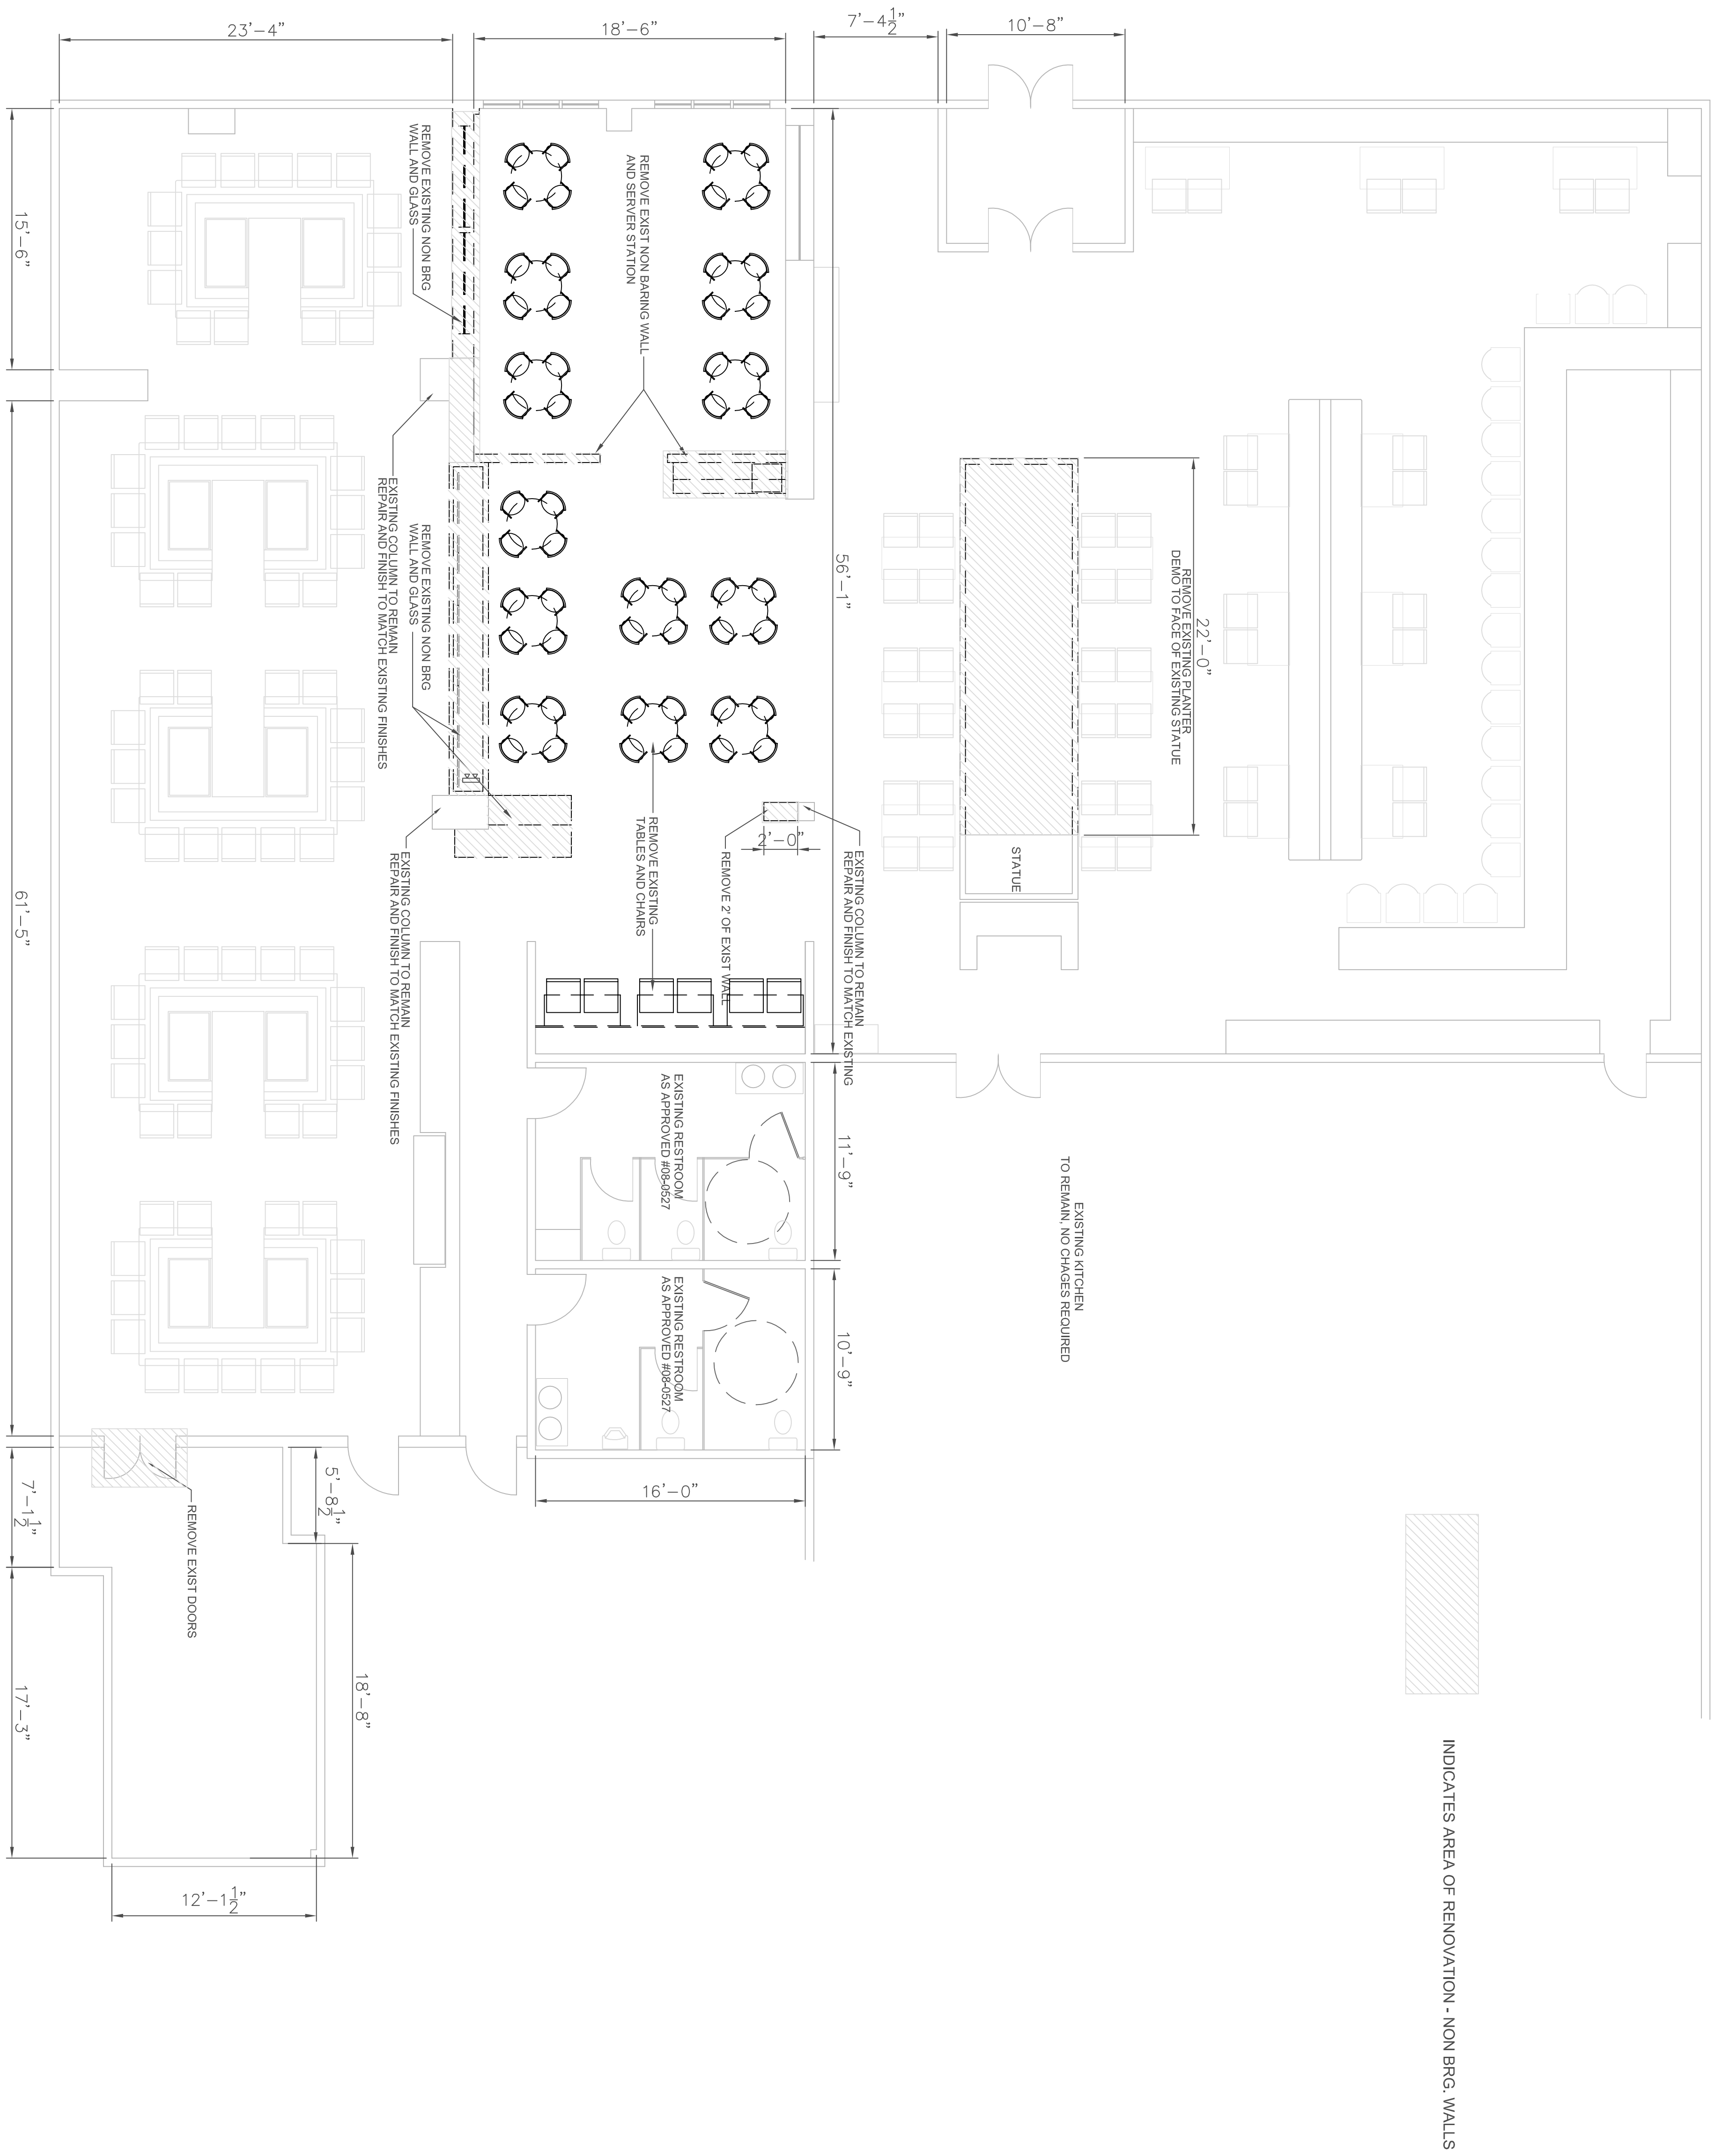 23'-4"
18'-6"
7'-4 1/2"
10'-8"
15'-6"
REMOVE EXISTING NON BRG
WALL AND GLASS
REMOVE EXIST NON BARING WALL
AND SERVER STATION
56'-1"
22'-0"
REMOVE EXISTING PLANTER
DEMO TO FACE OF EXISTING STATUE
EXISTING COLUMN TO REMAIN
REPAIR AND FINISH TO MATCH EXISTING FINISHES
REMOVE EXISTING NON BRG
WALL AND GLASS
STATUE
2'-0"
EXISTING COLUMN TO REMAIN
REPAIR AND FINISH TO MATCH EXISTING
REMOVE 2' OF EXIST WALL
REMOVE EXISTING
TABLES AND CHAIRS
EXISTING COLUMN TO REMAIN
REPAIR AND FINISH TO MATCH EXISTING FINISHES
61'-5"
EXISTING RESTROOM
AS APPROVED #08-0527
11'-9"
EXISTING KITCHEN
TO REMAIN, NO CHAGES REQUIRED
EXISTING RESTROOM
AS APPROVED #08-0527
10'-9"
16'-0"
5'-8 1/2"
7'-1 1/2"
REMOVE EXIST DOORS
18'-8"
17'-3"
12'-1 1/2"
INDICATES AREA OF RENOVATION - NON BRG. WALLS